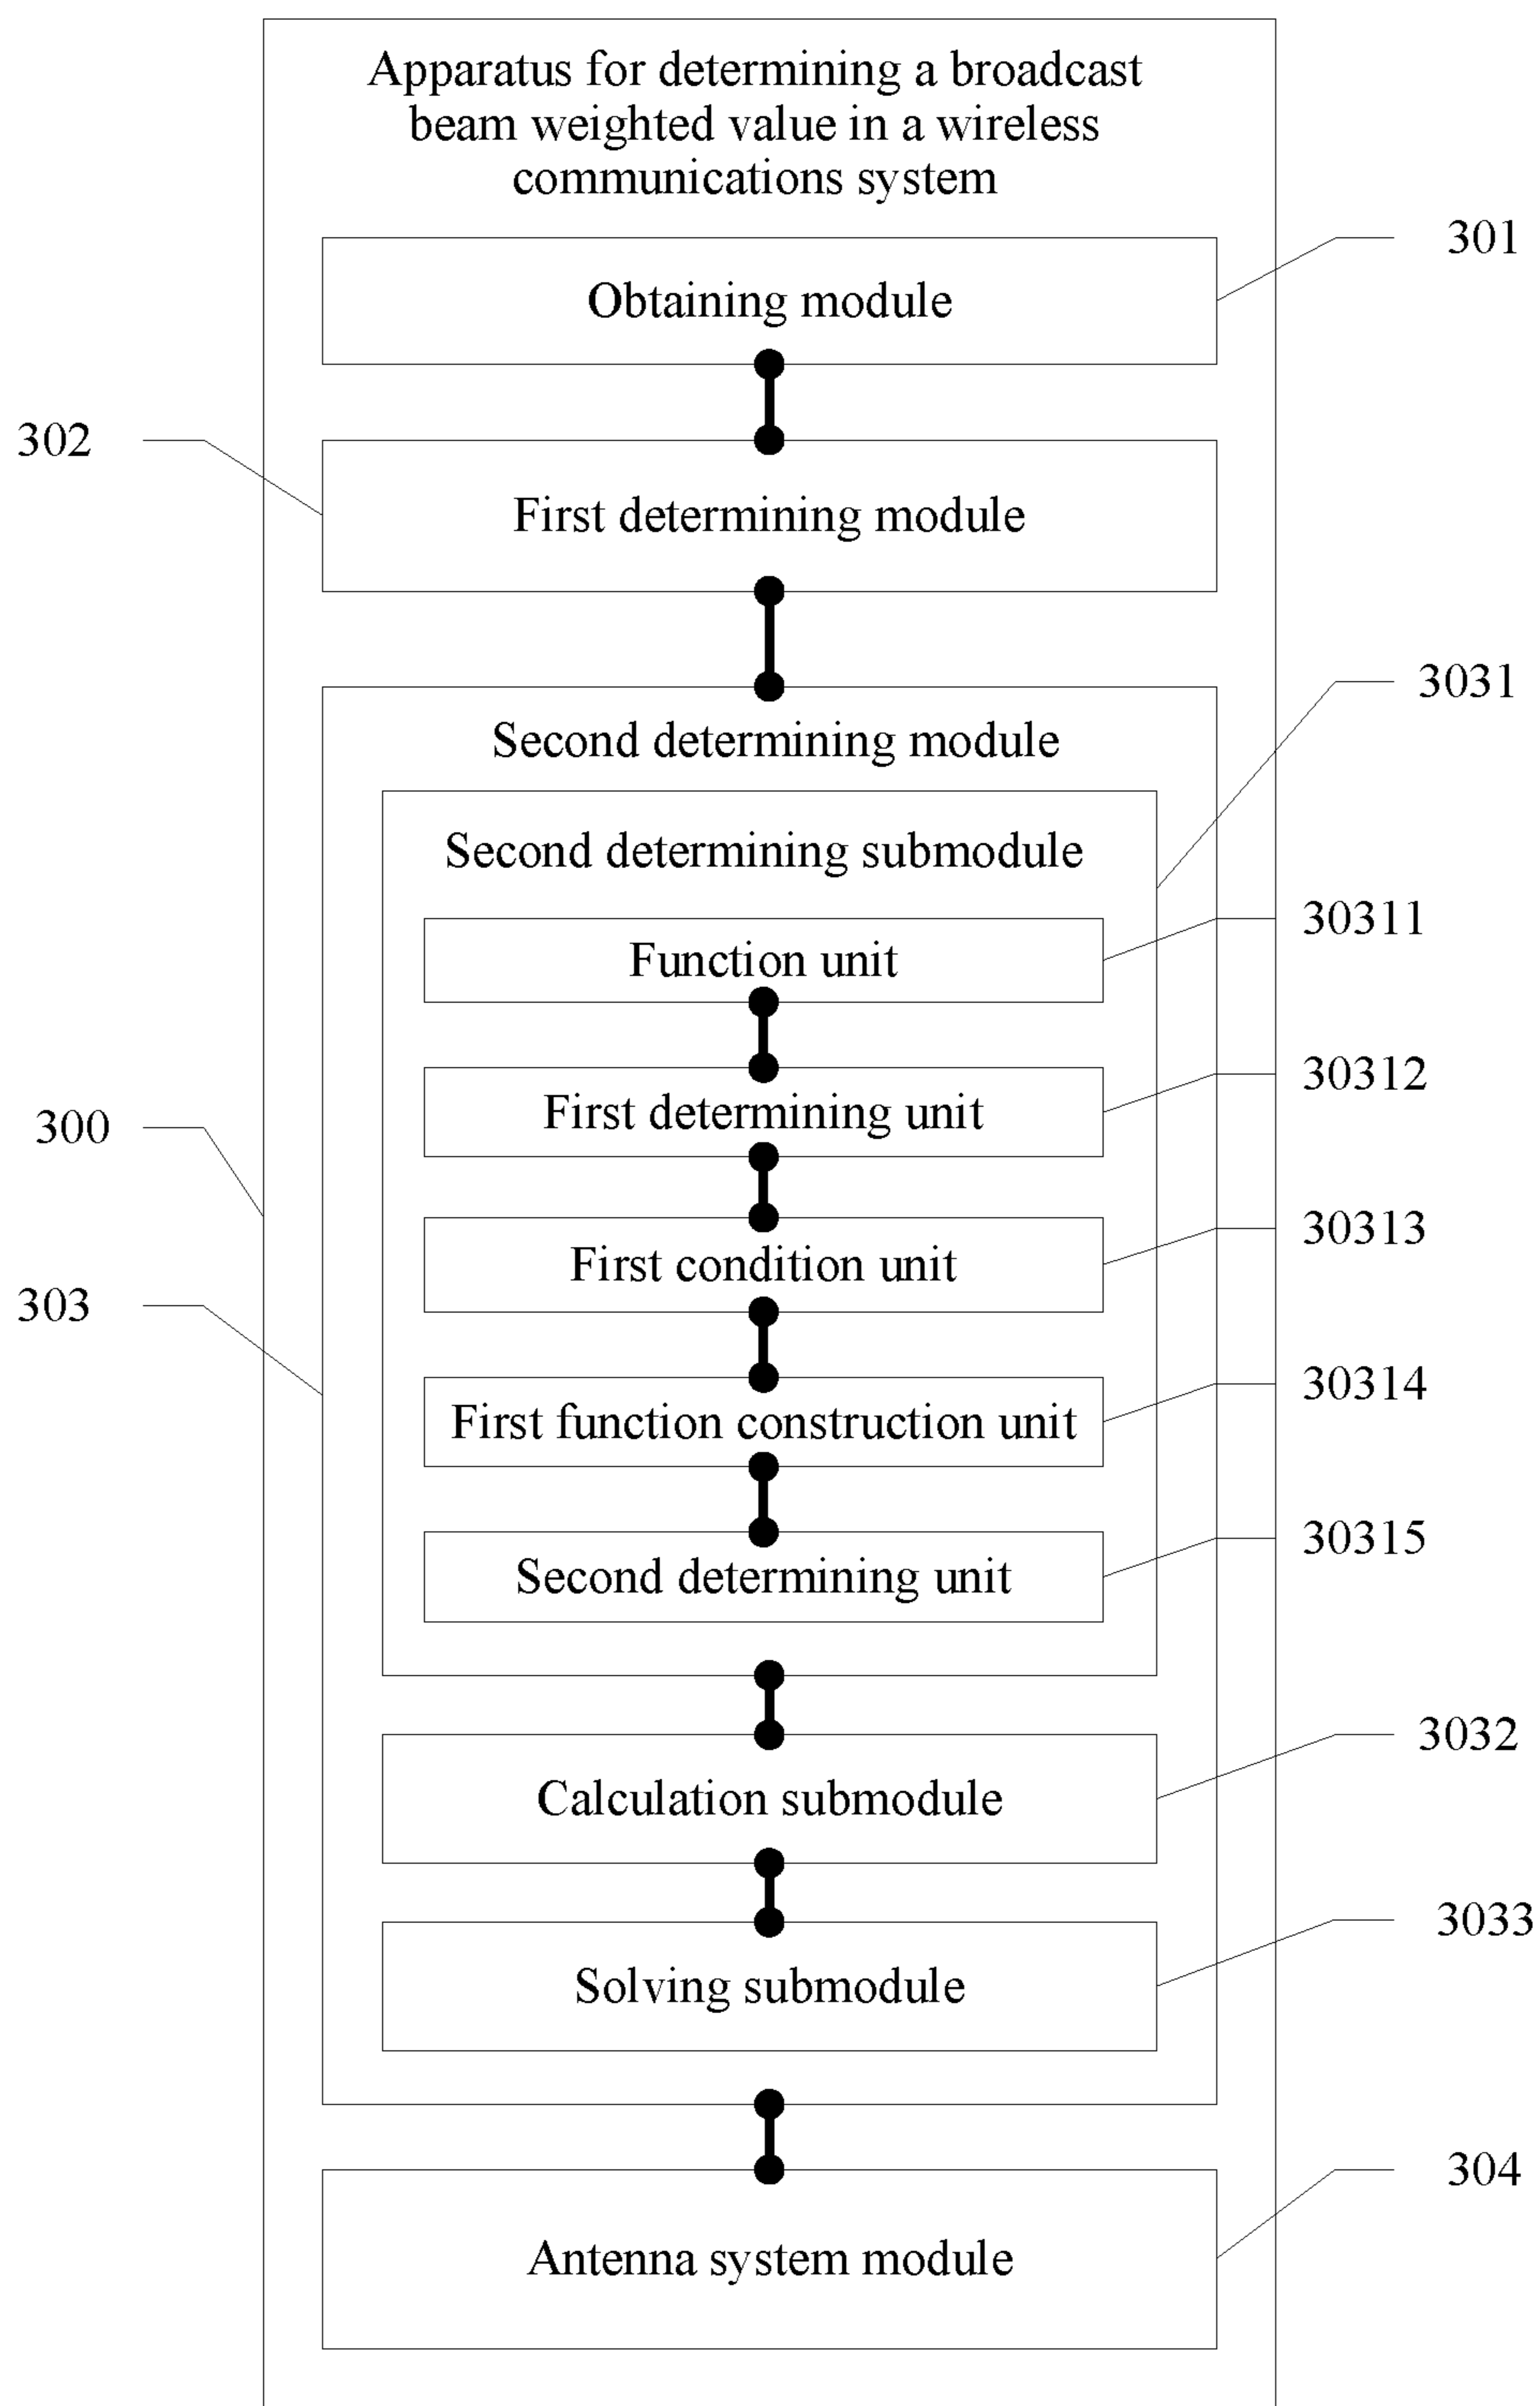 Apparatus for determining a broadcast
beam weighted value in a wireless
communications system
301
Obtaining module
302
First determining module
3031
Second determining module
Second determining submodule
30311
Function unit
30312
First determining unit
300
30313
First condition unit
303
30314
First function construction unit
30315
Second determining unit
3032
Calculation submodule
3033
Solving submodule
304
Antenna system module